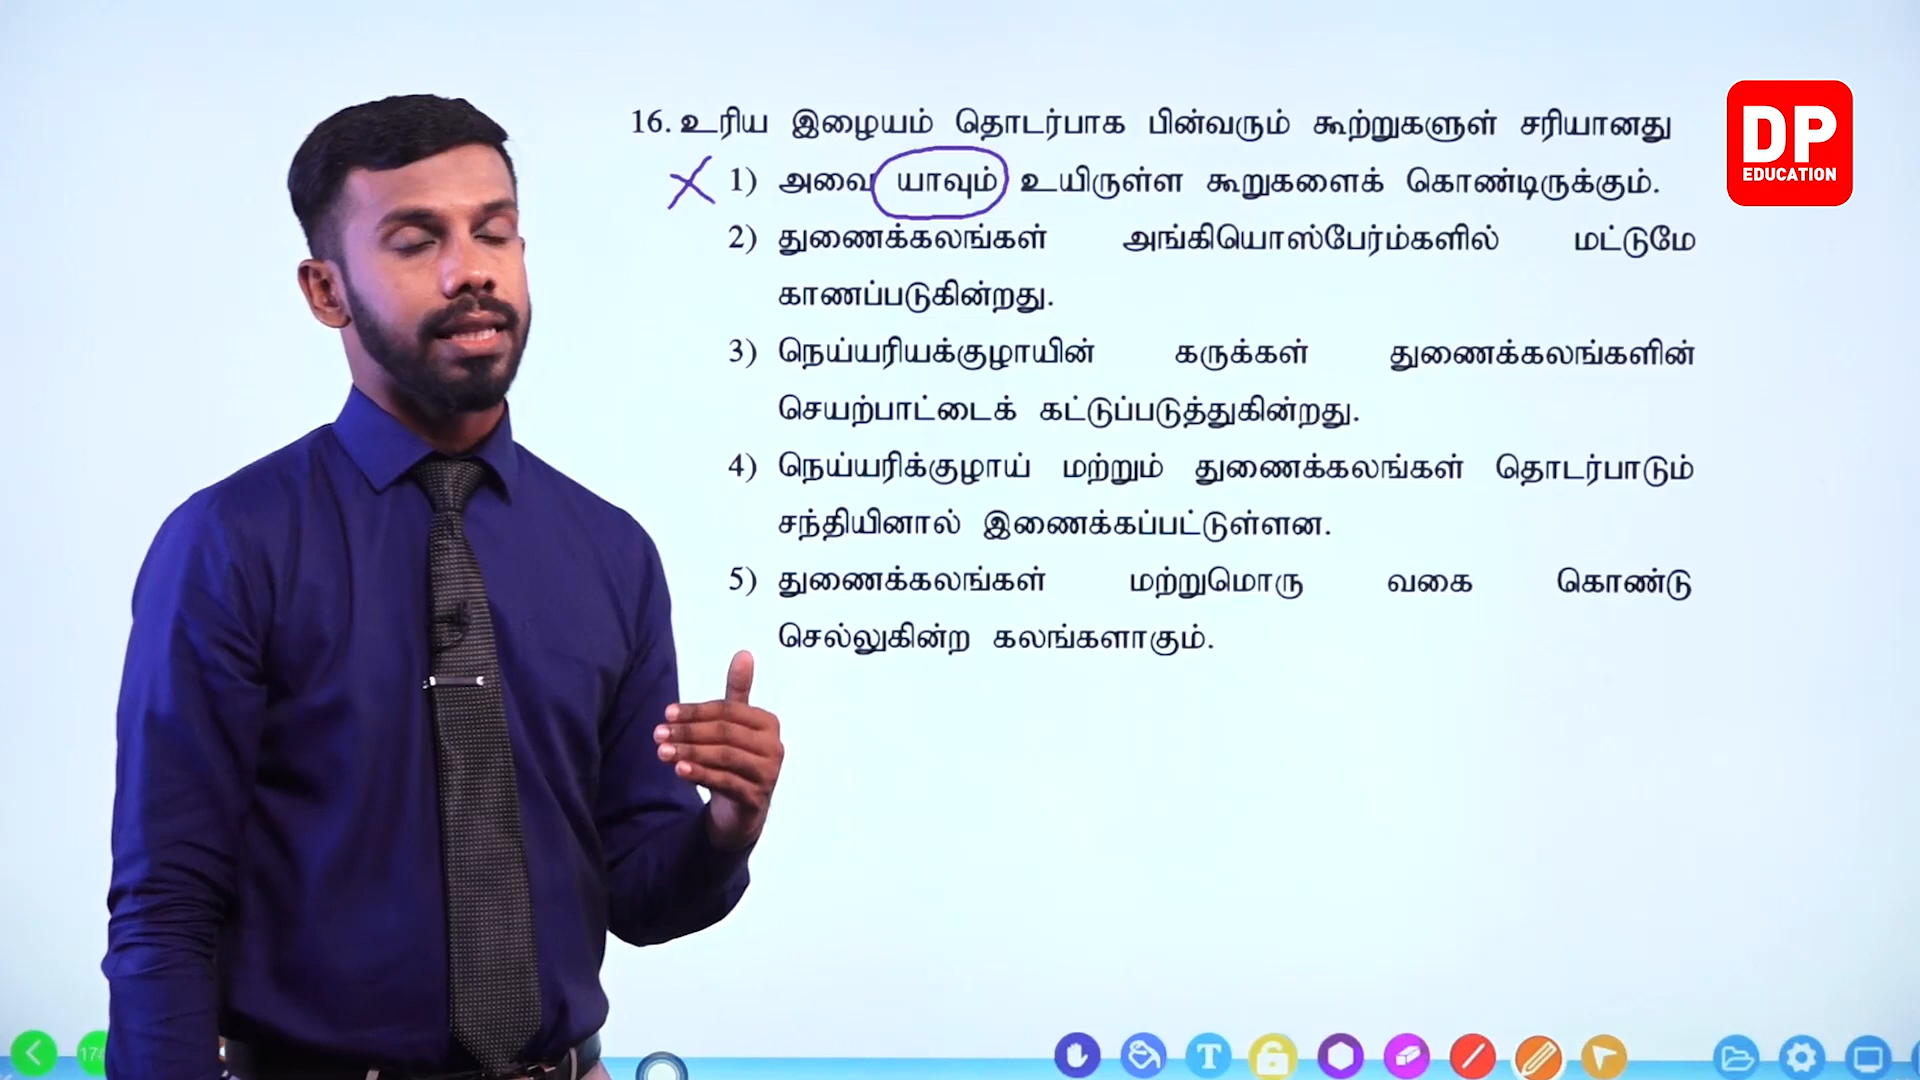 16. உரிய இழையம் தொடர்பாக பின்வரும் கூற்றுகளுள் சரியானது
1) அவை யாவும் உயிருள்ள கூறுகளைக் கொண்டிருக்கும்.
2) துணைக்கலங்கள் அங்கியொஸ்பேர்ம்களில் மட்டுமே
காணப்படுகின்றது.
3) நெய்யரியக்குழாயின் கருக்கள் துணைக்கலங்களின்
செயற்பாட்டைக் கட்டுப்படுத்துகின்றது.
4) நெய்யரிக்குழாய் மற்றும் துணைக்கலங்கள் தொடர்பாடும்
சந்தியினால் இணைக்கப்பட்டுள்ளன.
5) துணைக்கலங்கள் மற்றுமொரு வகை கொண்டு
செல்லுகின்ற கலங்களாகும்.
DP
EDUCATION
T